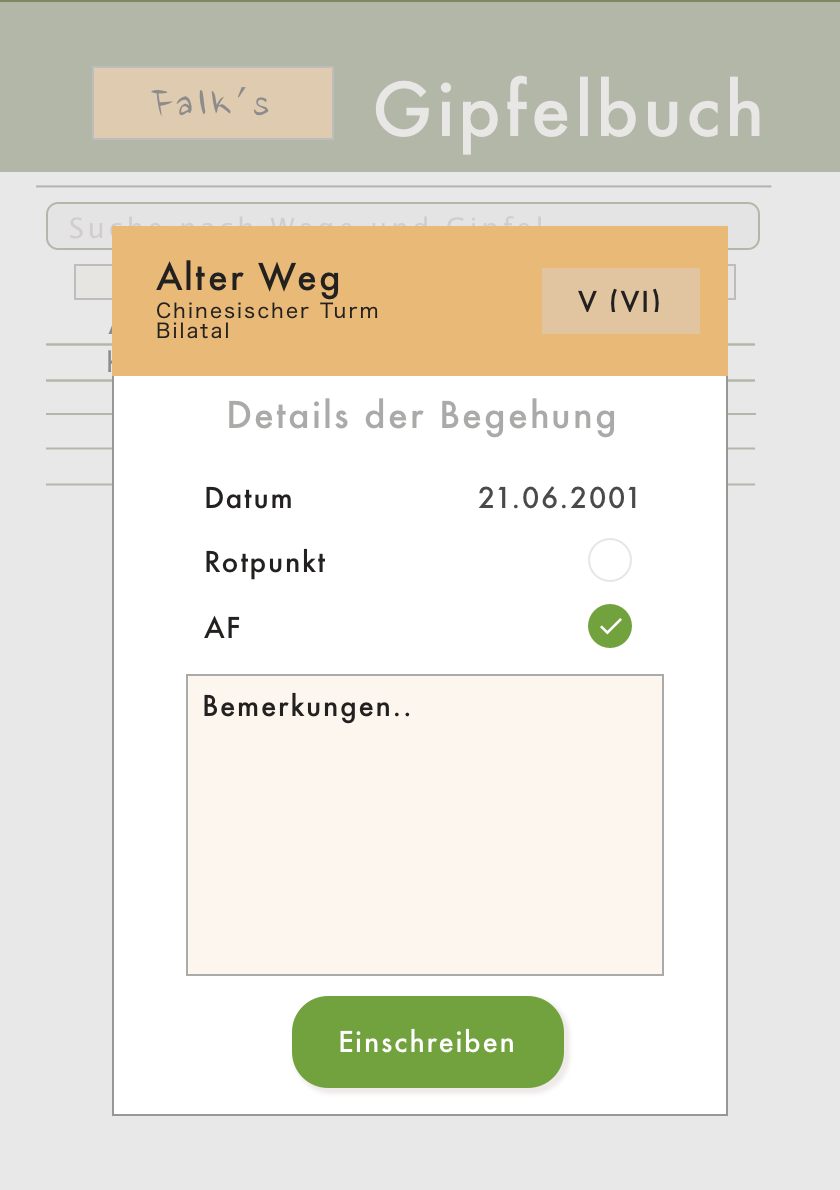 Falk's
Gipfelbuch
Suche nach Wege und Gipfel
Alter Weg
Chinesischer Turm
Bilatal
V (VI)
Details der Begehung
Datum
21.06.2001
Rotpunkt
AF
Bemerkungen..
Einschreiben